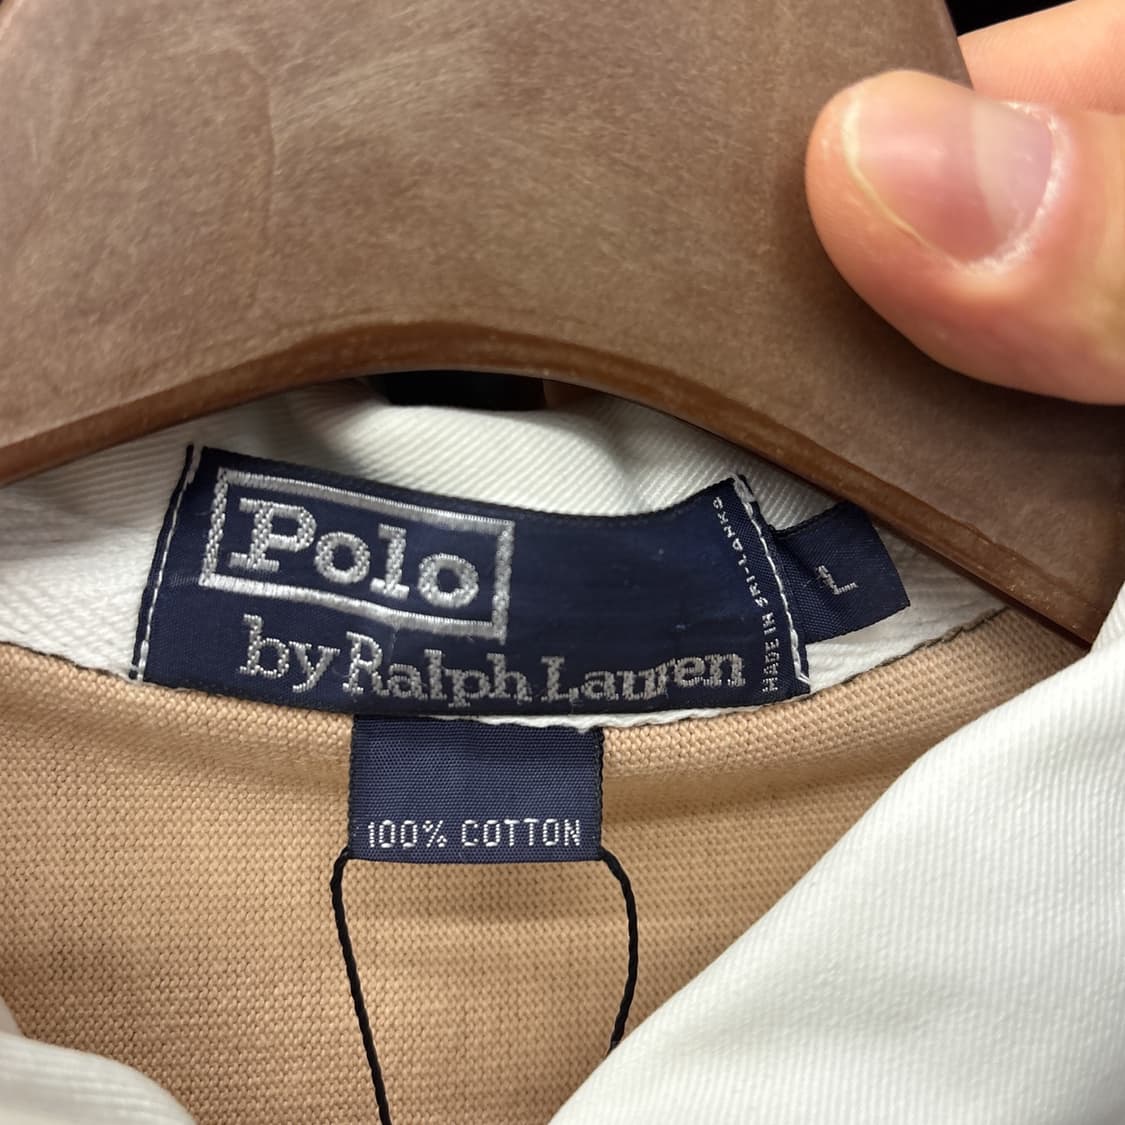 Polo
by Ralph Lauren
MADE IN SRI-LANKA
L
100% COTTON